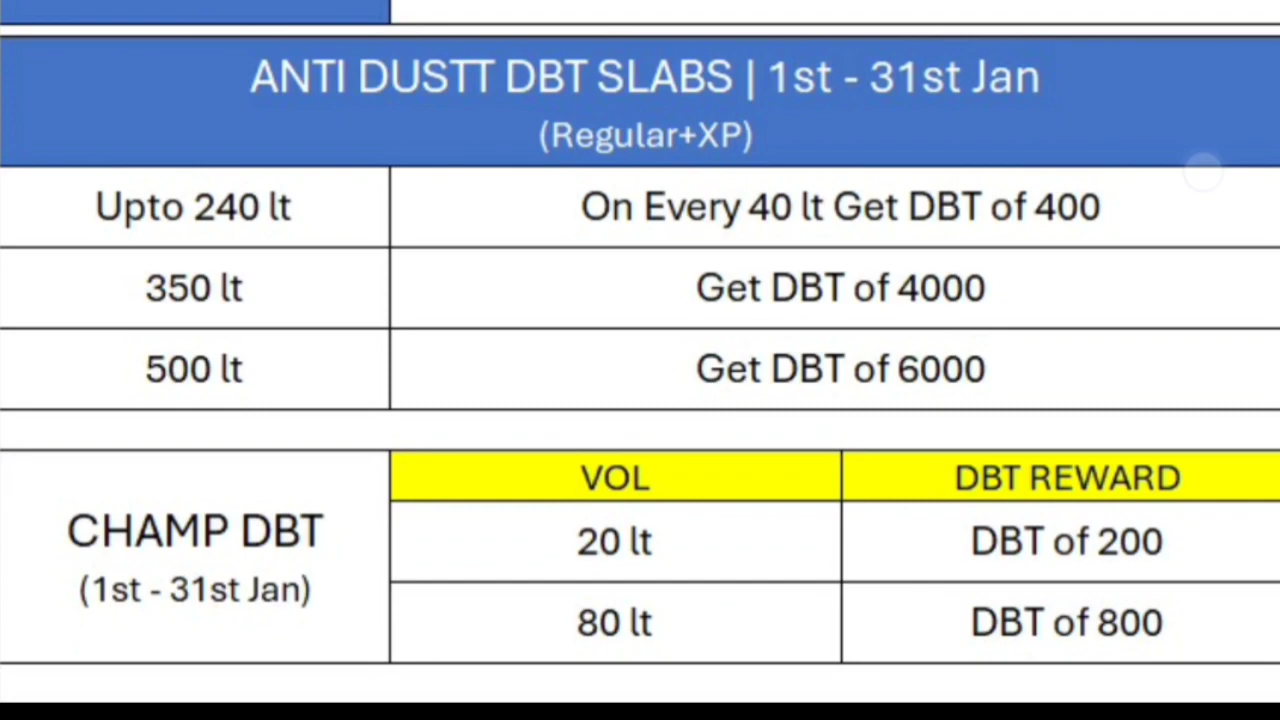 ANTI DUSTT DBT SLABS | 1st - 31st Jan
(Regular+XP)
Upto 240 lt On Every 40 lt Get DBT of 400
350 lt Get DBT of 4000
500 lt Get DBT of 6000
CHAMP DBT
(1st - 31st Jan)
VOL DBT REWARD
20 lt DBT of 200
80 lt DBT of 800